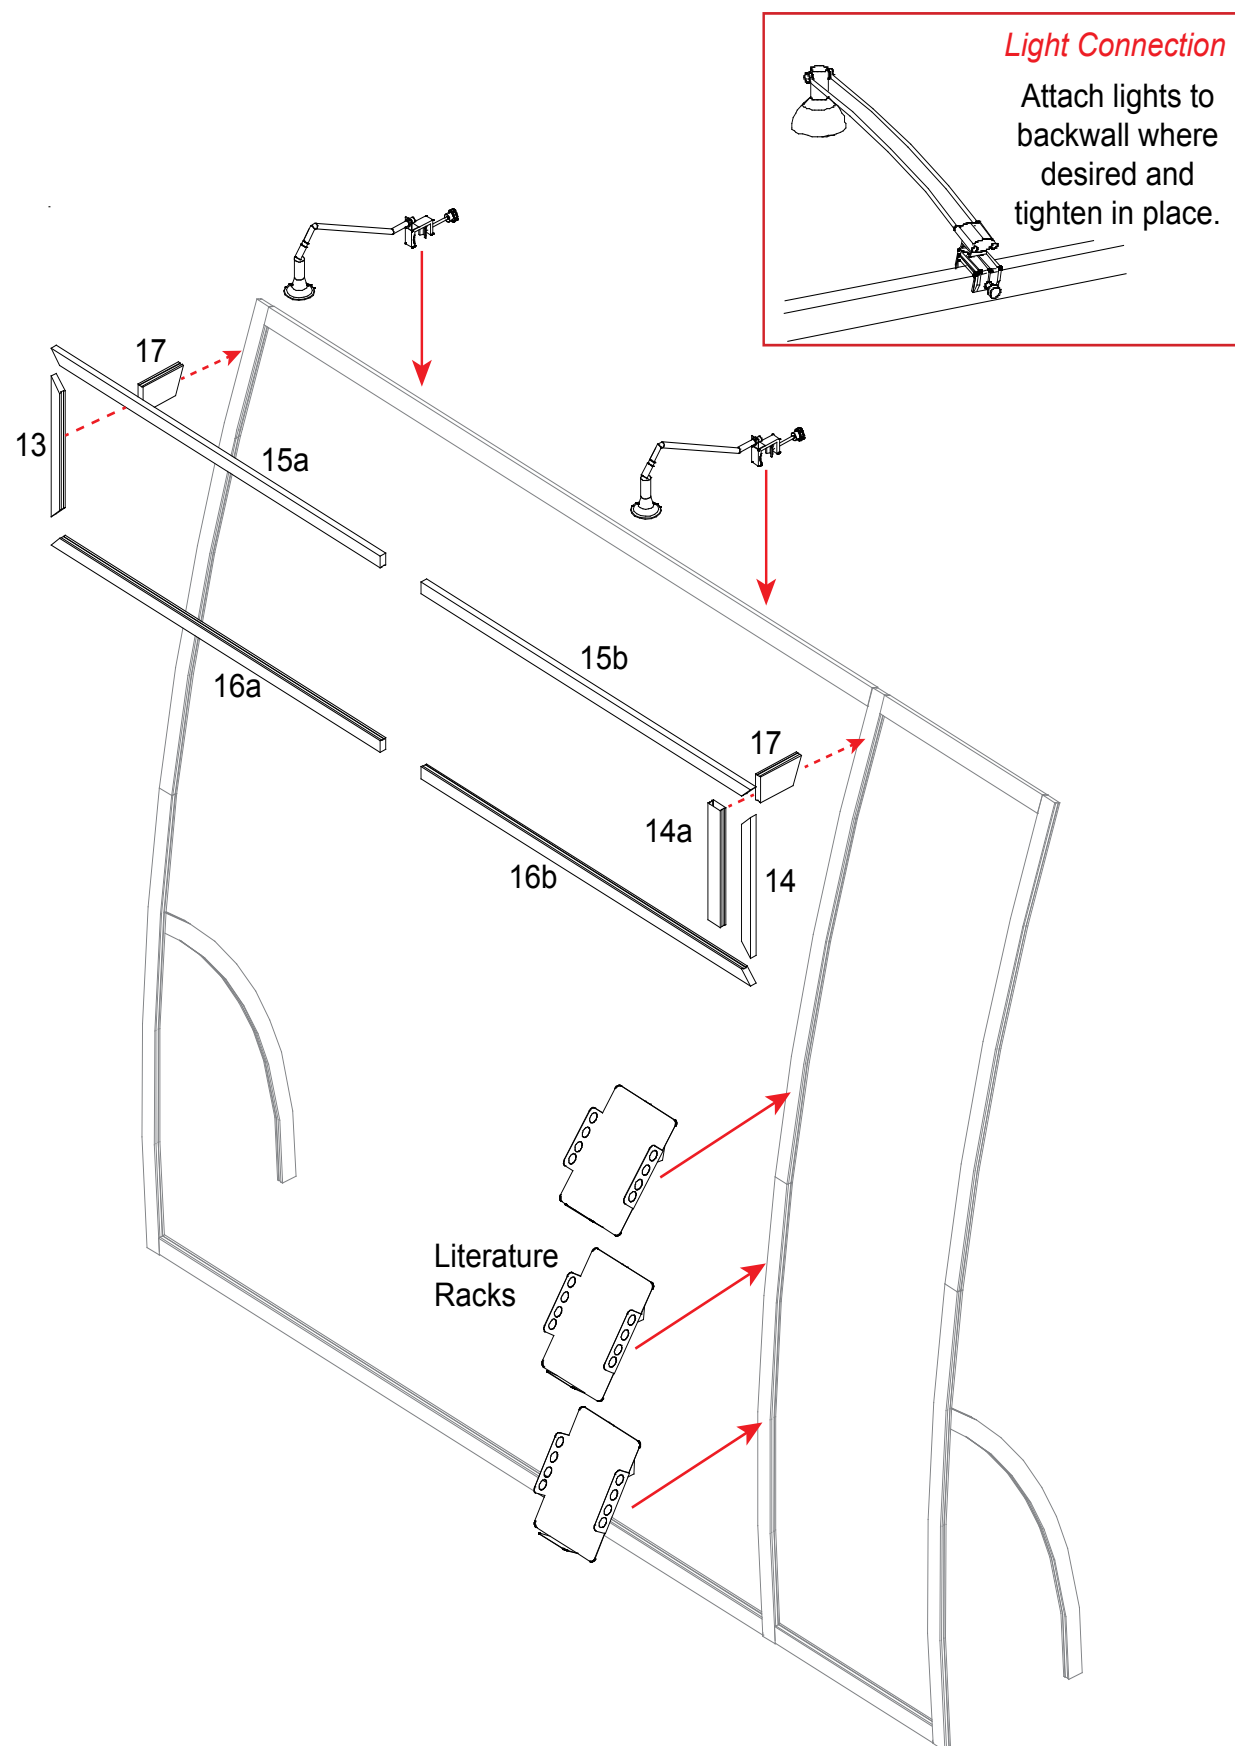 Light Connection
Attach lights to
backwall where
desired and
tighten in place.
17
13
15a
15b
16a
17
14a
16b
14
Literature
Racks